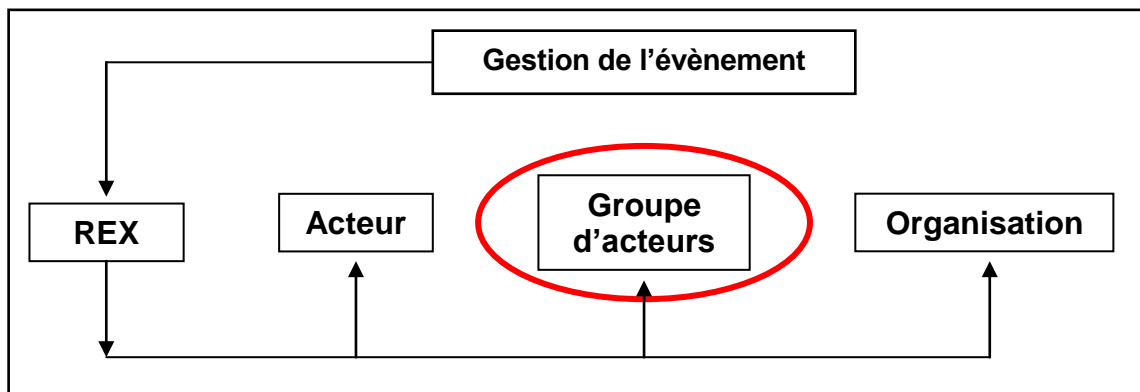 Gestion de l’évènement
REX
Acteur
Groupe
d’acteurs
Organisation